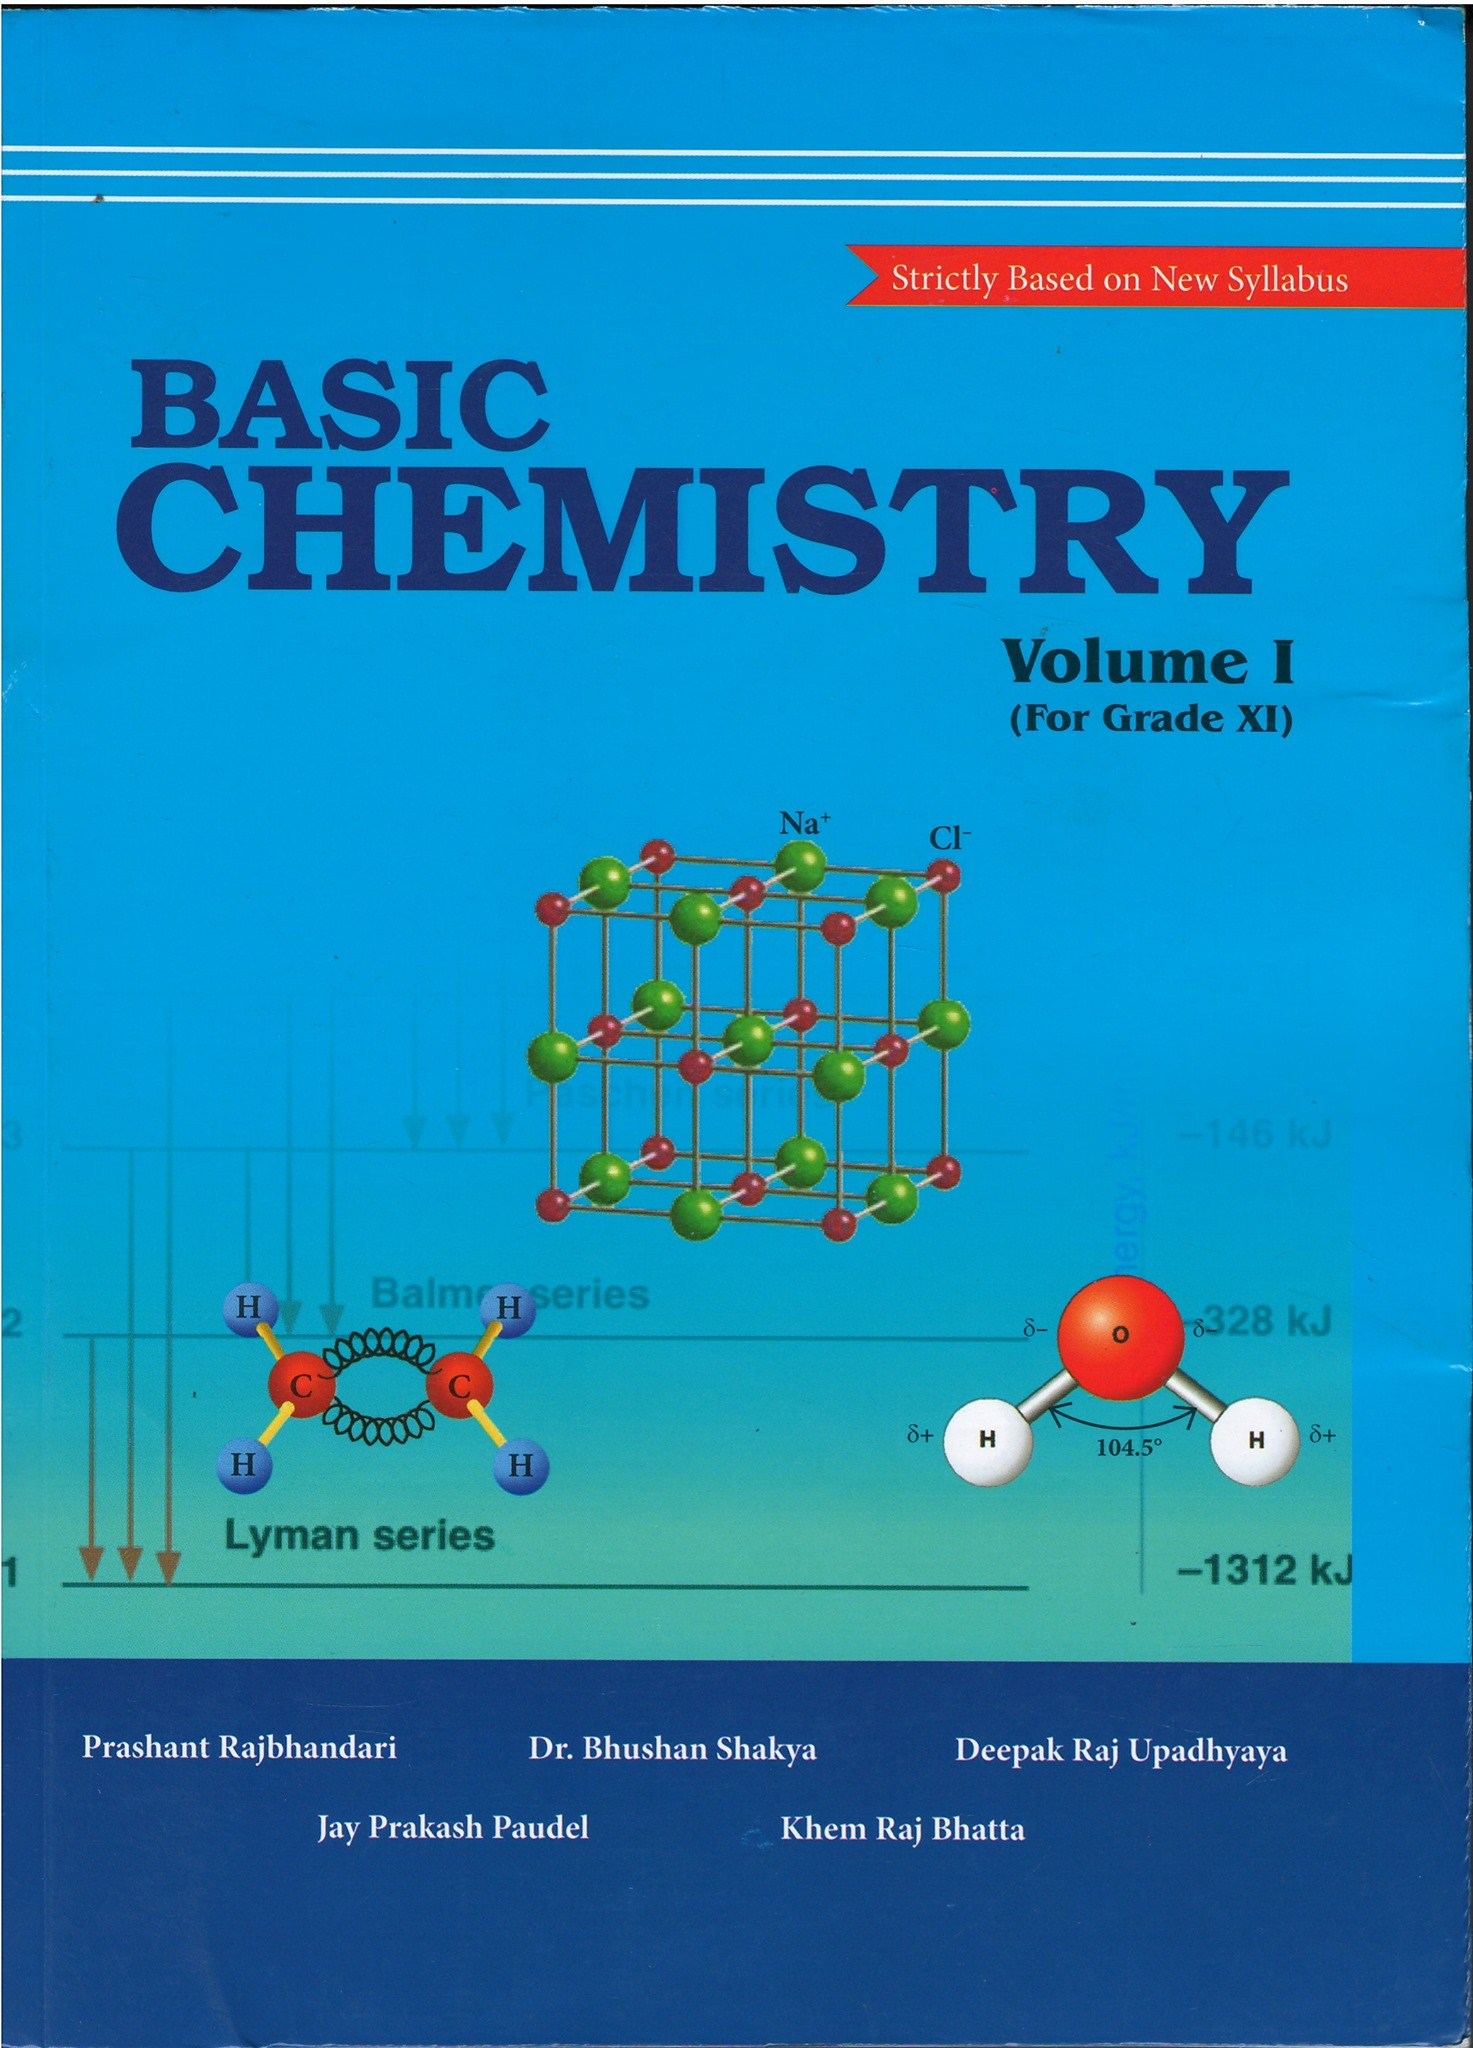 Strictly Based on New Syllabus
BASIC
CHEMISTRY
Volume I
(For Grade XI)
Na⁺
Cl⁻
Paschen series
3
–146 kJ
Balmer series
2
–328 kJ
H
H
C
C
H
H
δ–
O
δ–
δ+
H
104.5°
H
δ+
Lyman series
1
–1312 kJ
Prashant Rajbhandari
Dr. Bhushan Shakya
Deepak Raj Upadhyaya
Jay Prakash Paudel
Khem Raj Bhatta